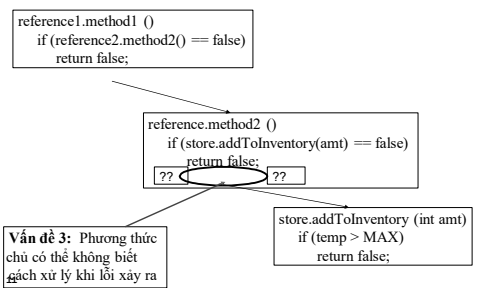 reference1.method1 ()
if (reference2.method2() == false)
return false;
reference.method2 ()
if (store.addToInventory(amt) == false)
return false;
?? ??
store.addToInventory (int amt)
if (temp > MAX)
return false;
Vấn đề 3: Phương thức
chủ có thể không biết
cách xử lý khi lỗi xảy ra